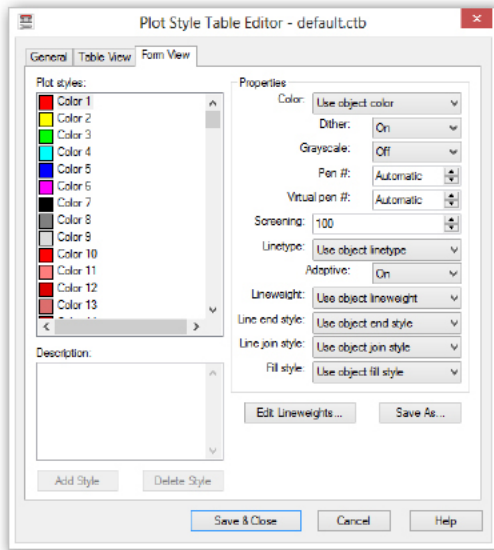 Plot Style Table Editor - default.ctb
General Table View Form View
Plot styles:
Color 1
Color 2
Color 3
Color 4
Color 5
Color 6
Color 7
Color 8
Color 9
Color 10
Color 11
Color 12
Color 13
Description:
Add Style Delete Style
Properties
Color: Use object color
Dither: On
Grayscale: Off
Pen #: Automatic
Virtual pen #: Automatic
Screening: 100
Linetype: Use object linetype
Adaptive: On
Lineweight: Use object lineweight
Line end style: Use object end style
Line join style: Use object join style
Fill style: Use object fill style
Edit Lineweights... Save As...
Save & Close Cancel Help